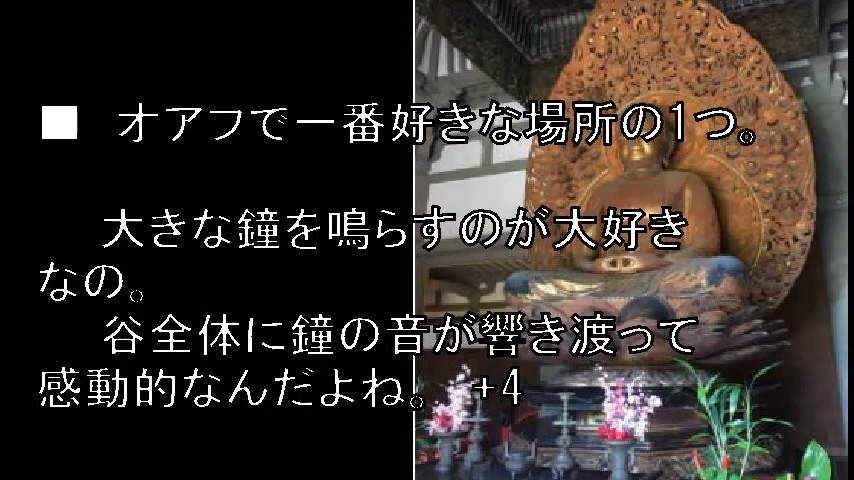 ■ オアフで一番好きな場所の1つ。
大きな鐘を鳴らすのが大好き
なの。
谷全体に鐘の音が響き渡って
感動的なんだよね。 +4